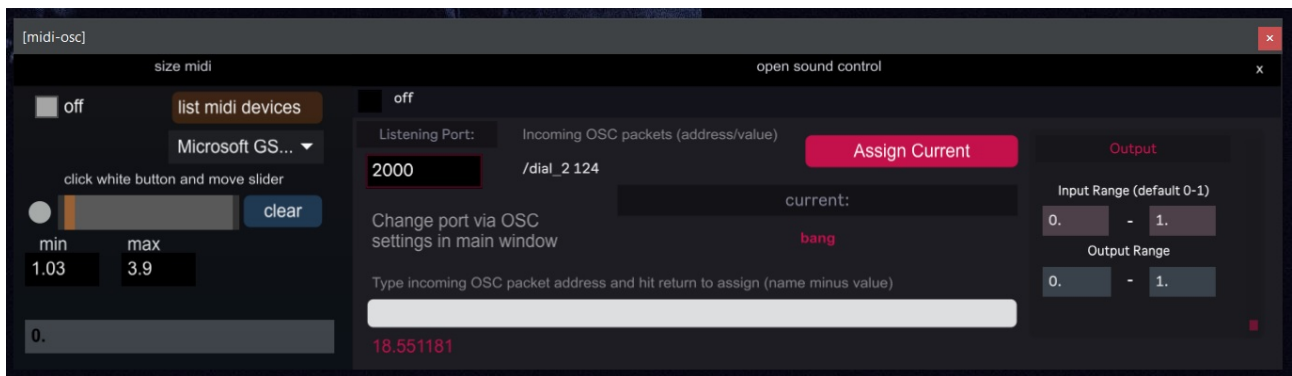 [midi-osc]
×
size midi
open sound control
x
off
list midi devices
off
Microsoft GS...
Listening Port:
Incoming OSC packets (address/value)
Assign Current
Output
2000
/dial_2 124
click white button and move slider
current:
Input Range (default 0-1)
clear
Change port via OSC
settings in main window
bang
0. - 1.
min max
Output Range
1.03 3.9
Type incoming OSC packet address and hit return to assign (name minus value)
0. - 1.
0.
18.551181